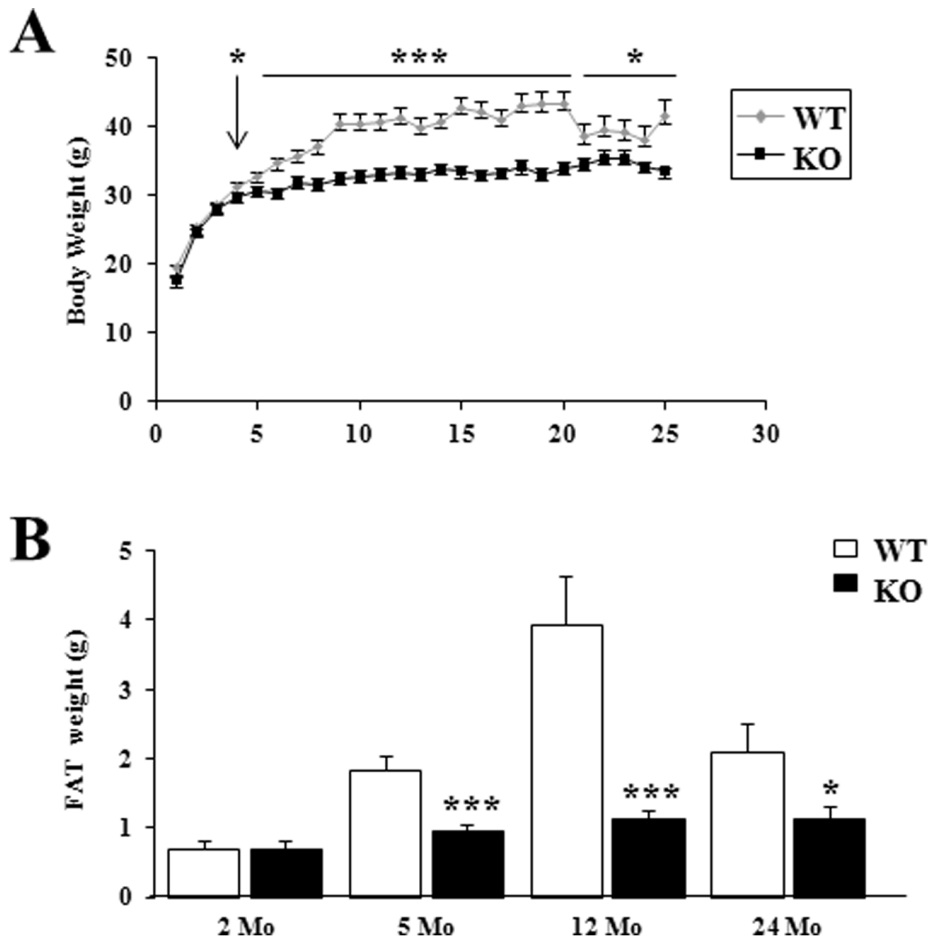 A
* *** *
50
40
30
20
10
0
Body Weight (g)
WT
KO
0 5 10 15 20 25 30
B
5
4
3
2
1
0
FAT weight (g)
WT
KO
*** *** *
2 Mo 5 Mo 12 Mo 24 Mo